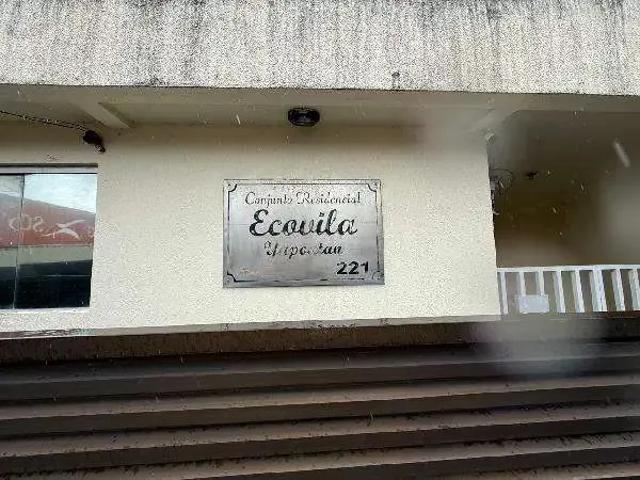 Conjunto Residencial
Ecovila
Yapoatan
221